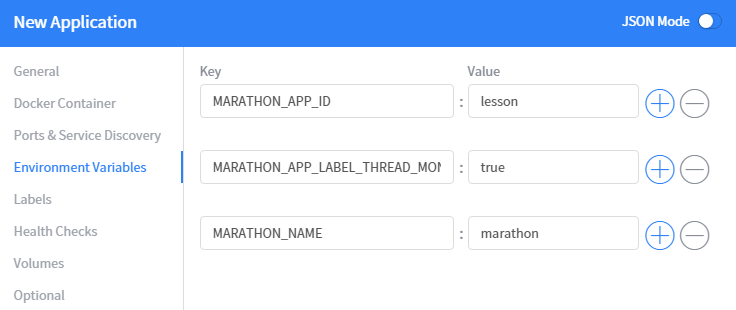 New Application
JSON Mode
General
Docker Container
Ports & Service Discovery
Environment Variables
Labels
Health Checks
Volumes
Optional
Key
Value
MARATHON_APP_ID : lesson
MARATHON_APP_LABEL_THREAD_MON : true
MARATHON_NAME : marathon